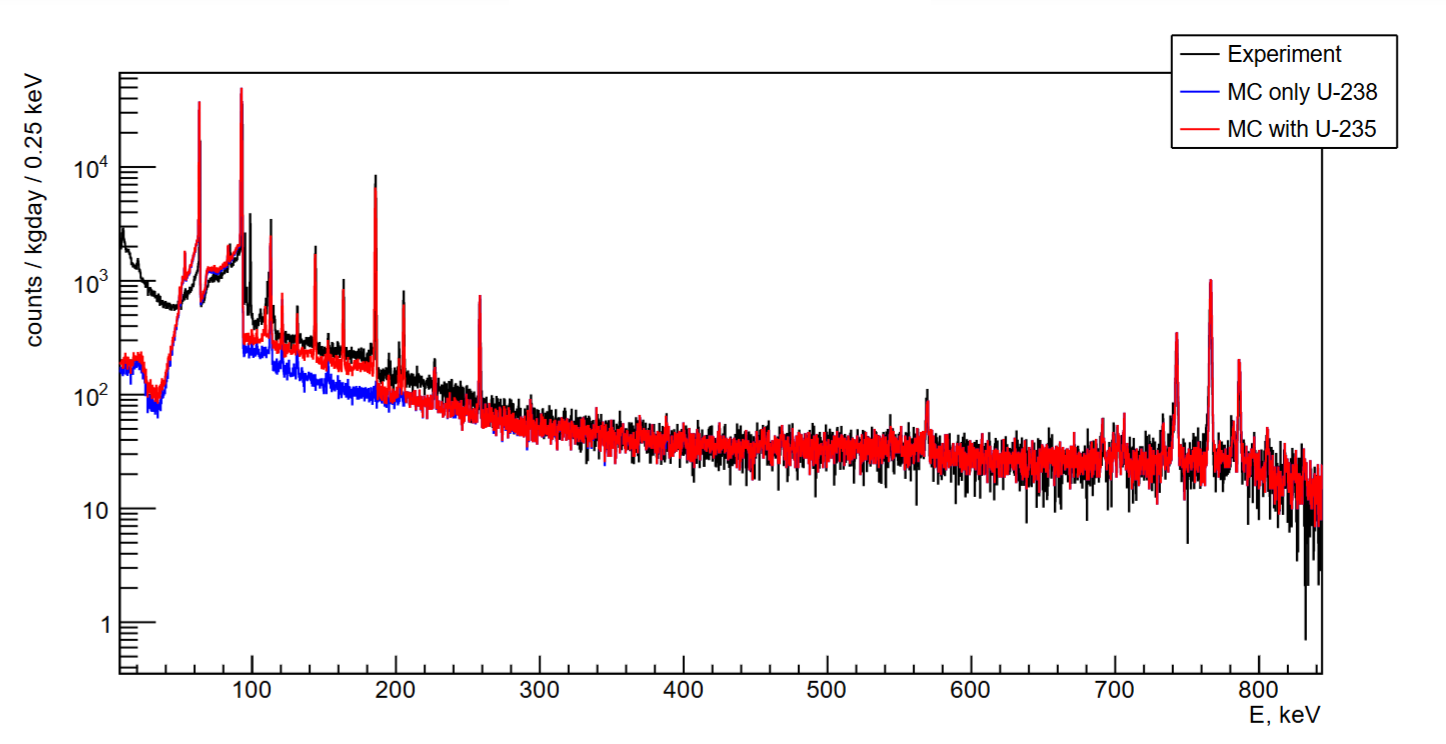 Experiment
MC only U-238
MC with U-235
counts / kgday / 0.25 keV
10⁴
10³
10²
10
1
100 200 300 400 500 600 700 800
E, keV